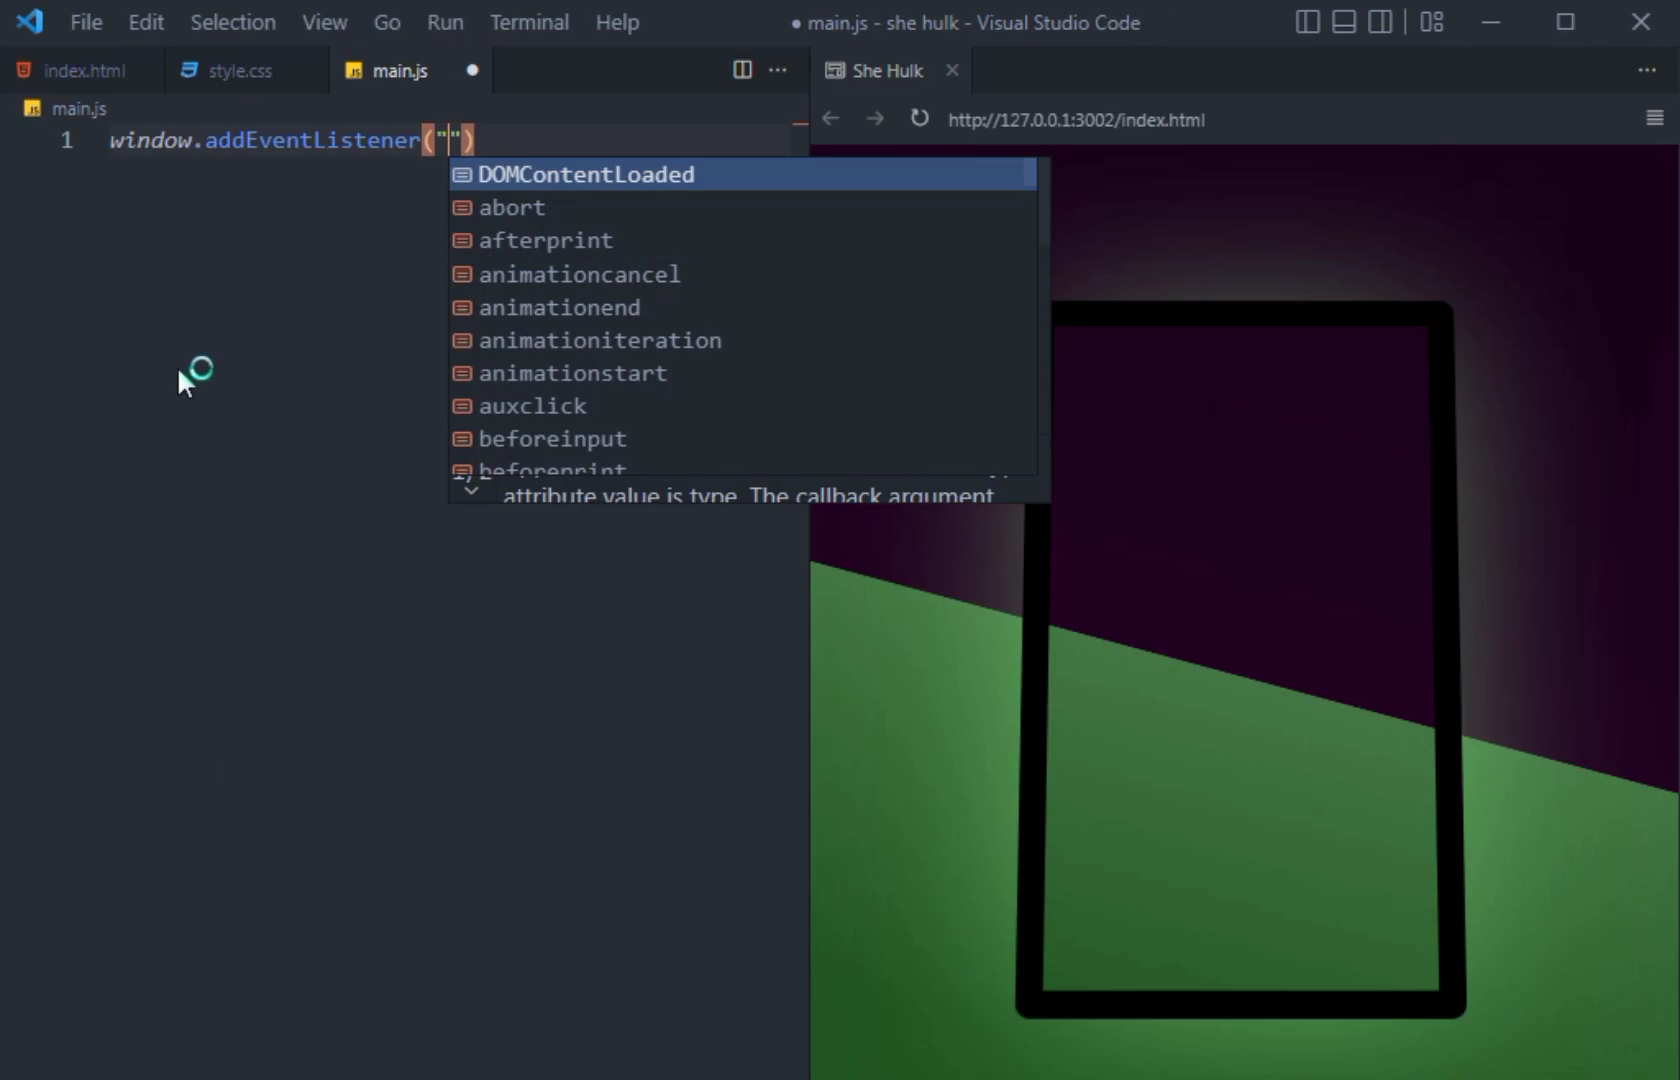 File Edit Selection View Go Run Terminal Help
● main.js - she hulk - Visual Studio Code
index.html
style.css
main.js ●
She Hulk
main.js
http://127.0.0.1:3002/index.html
1 window.addEventListener("")
DOMContentLoaded
abort
afterprint
animationcancel
animationend
animationiteration
animationstart
auxclick
beforeinput
beforeprint
attribute value is type. The callback argument